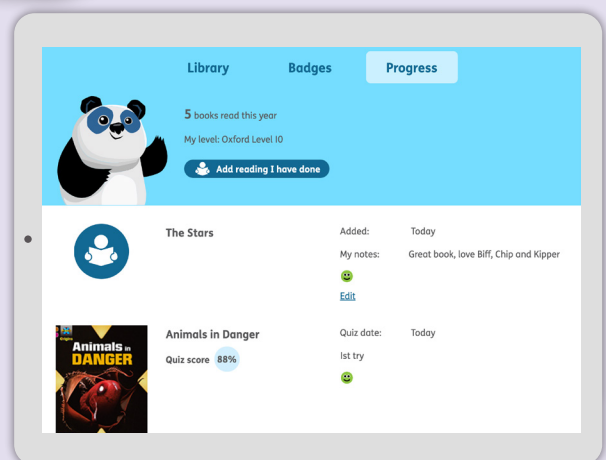 Library Badges Progress
5 books read this year
My level: Oxford Level 10
Add reading I have done
The Stars
Added: Today
My notes: Great book, love Biff, Chip and Kipper
Edit
Animals in Danger
Quiz score 88%
Quiz date: Today
1st try
Animals in
DANGER